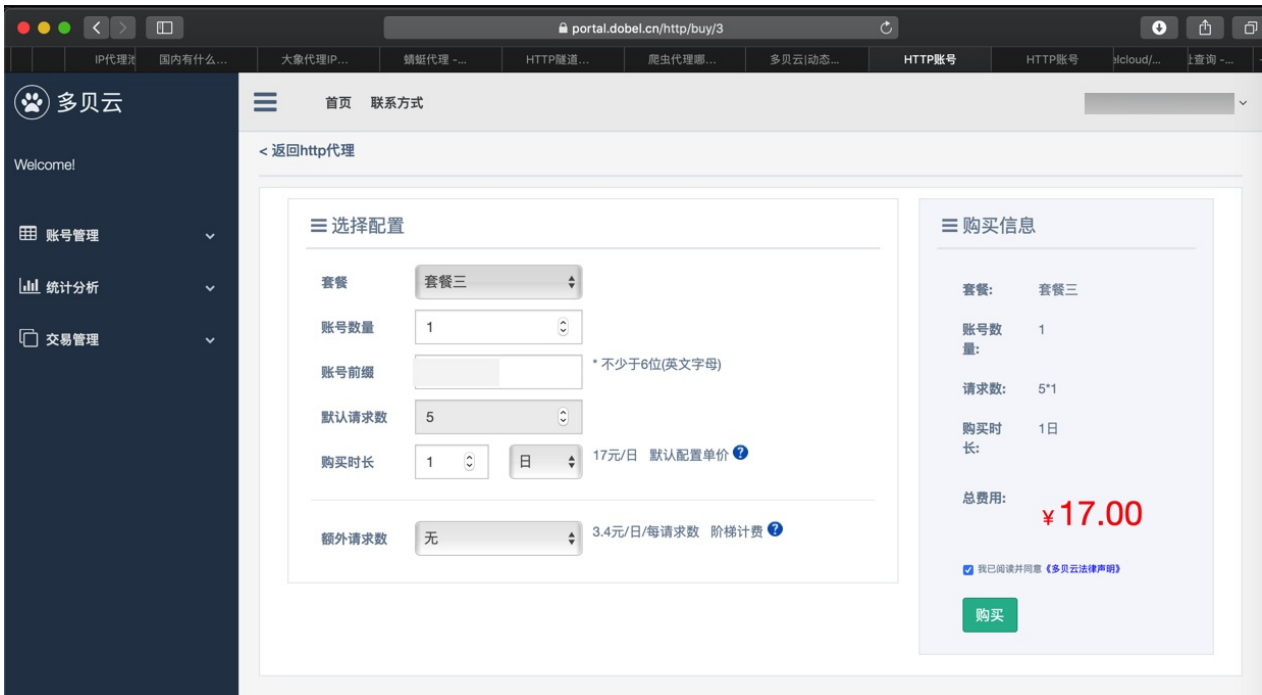 portal.dobel.cn/http/buy/3
IP代理池
国内有什么...
大象代理IP...
蜻蜓代理 -...
HTTP隧道...
爬虫代理哪...
多贝云|动态...
HTTP账号
HTTP账号
elcloud/...
查询 -...
多贝云
首页 联系方式
Welcome!
账号管理
统计分析
交易管理
< 返回http代理
选择配置
套餐 套餐三
账号数量 1
账号前缀 * 不少于6位(英文字母)
默认请求数 5
购买时长 1 日 17元/日 默认配置单价 ?
额外请求数 无 3.4元/日/每请求数 阶梯计费 ?
购买信息
套餐: 套餐三
账号数 1
量:
请求数: 5*1
购买时 1日
长:
总费用: ¥17.00
我已阅读并同意《多贝云法律声明》
购买